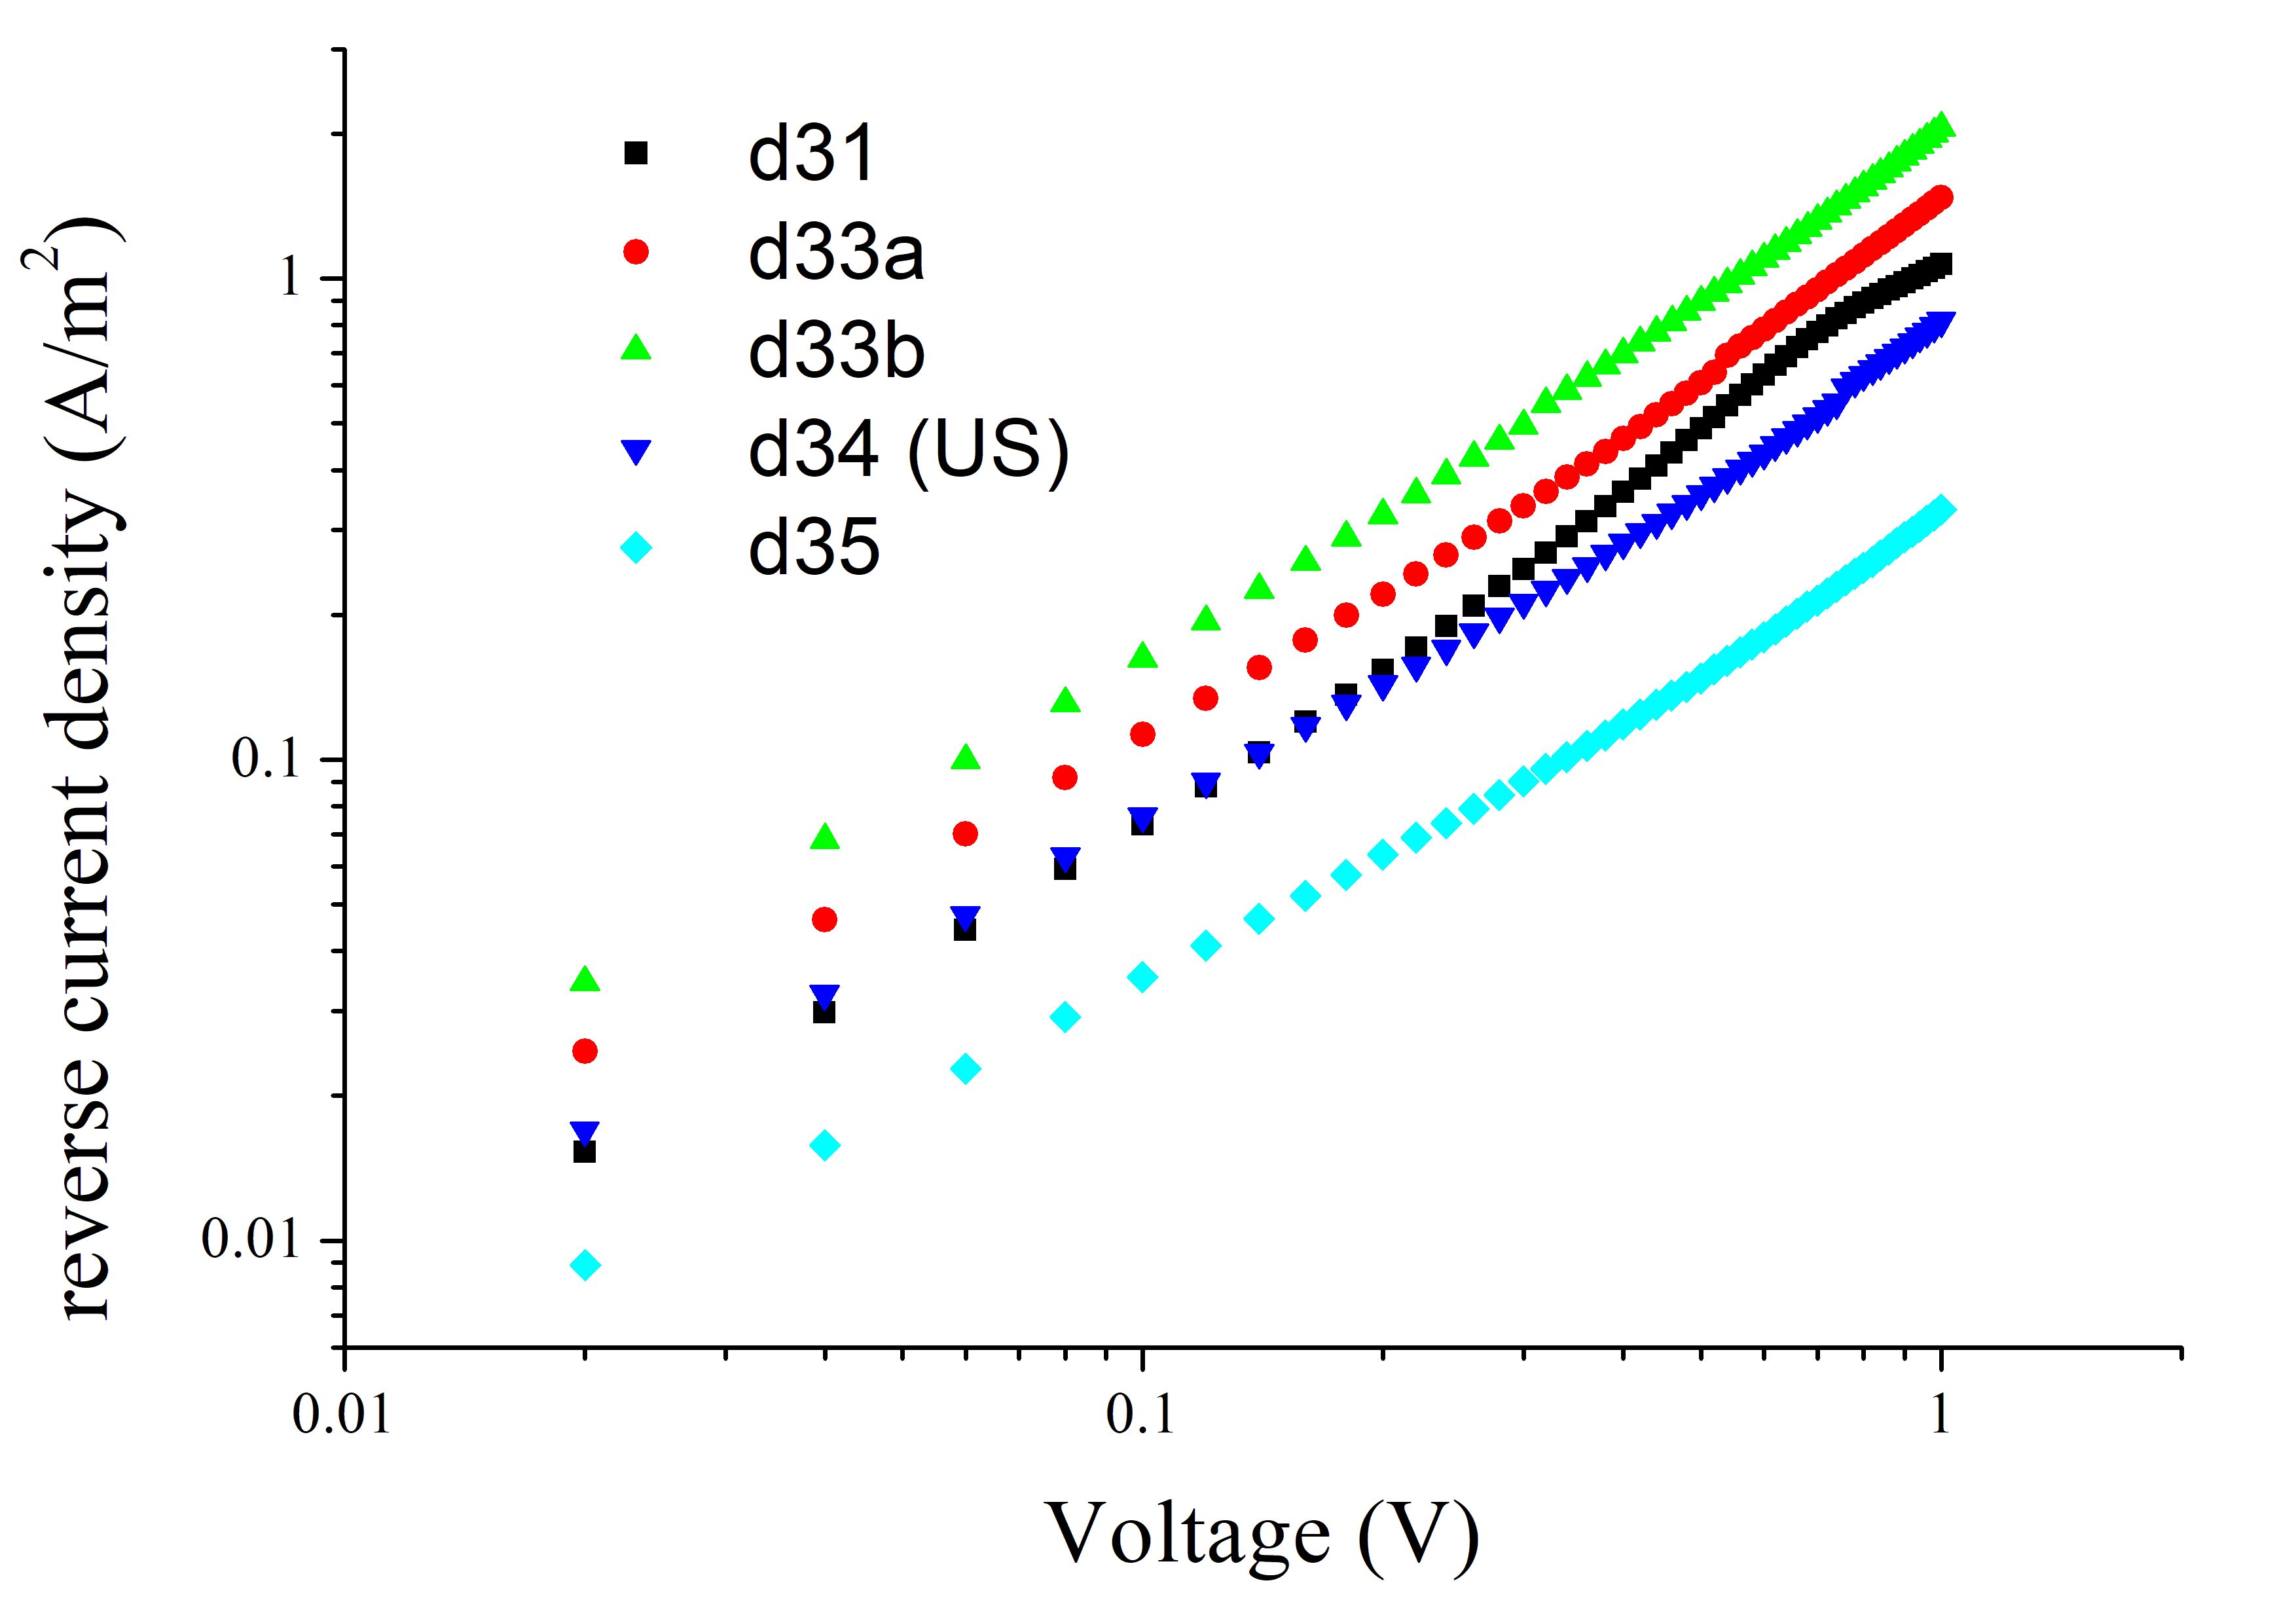 reverse current density (A/m²)
d31
d33a
d33b
d34 (US)
d35
1
0.1
0.01
0.01
0.1
1
Voltage (V)